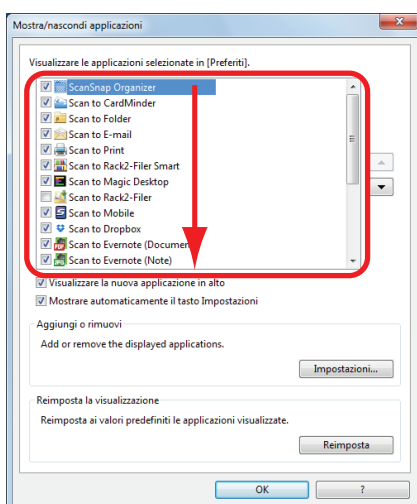 Mostra/nascondi applicazioni
Visualizzare le applicazioni selezionate in [Preferiti].
ScanSnap Organizer
Scan to CardMinder
Scan to Folder
Scan to E-mail
Scan to Print
Scan to Rack2-Filer Smart
Scan to Magic Desktop
Scan to Rack2-Filer
Scan to Mobile
Scan to Dropbox
Scan to Evernote (Documen
Scan to Evernote (Note)
Visualizzare la nuova applicazione in alto
Mostrare automaticamente il tasto Impostazioni
Aggiungi o rimuovi
Add or remove the displayed applications.
Impostazioni...
Reimposta la visualizzazione
Reimposta ai valori predefiniti le applicazioni visualizzate.
Reimposta
OK
?